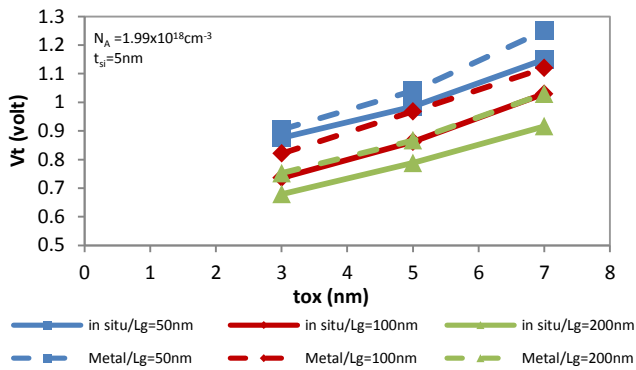 1.3
1.2
1.1
1
0.9
0.8
0.7
0.6
0.5
Vt (volt)
N_A =1.99x10¹⁸cm⁻³
t_si=5nm
0 1 2 3 4 5 6 7 8
tox (nm)
in situ/Lg=50nm in situ/Lg=100nm in situ/Lg=200nm
Metal/Lg=50nm Metal/Lg=100nm Metal/Lg=200nm